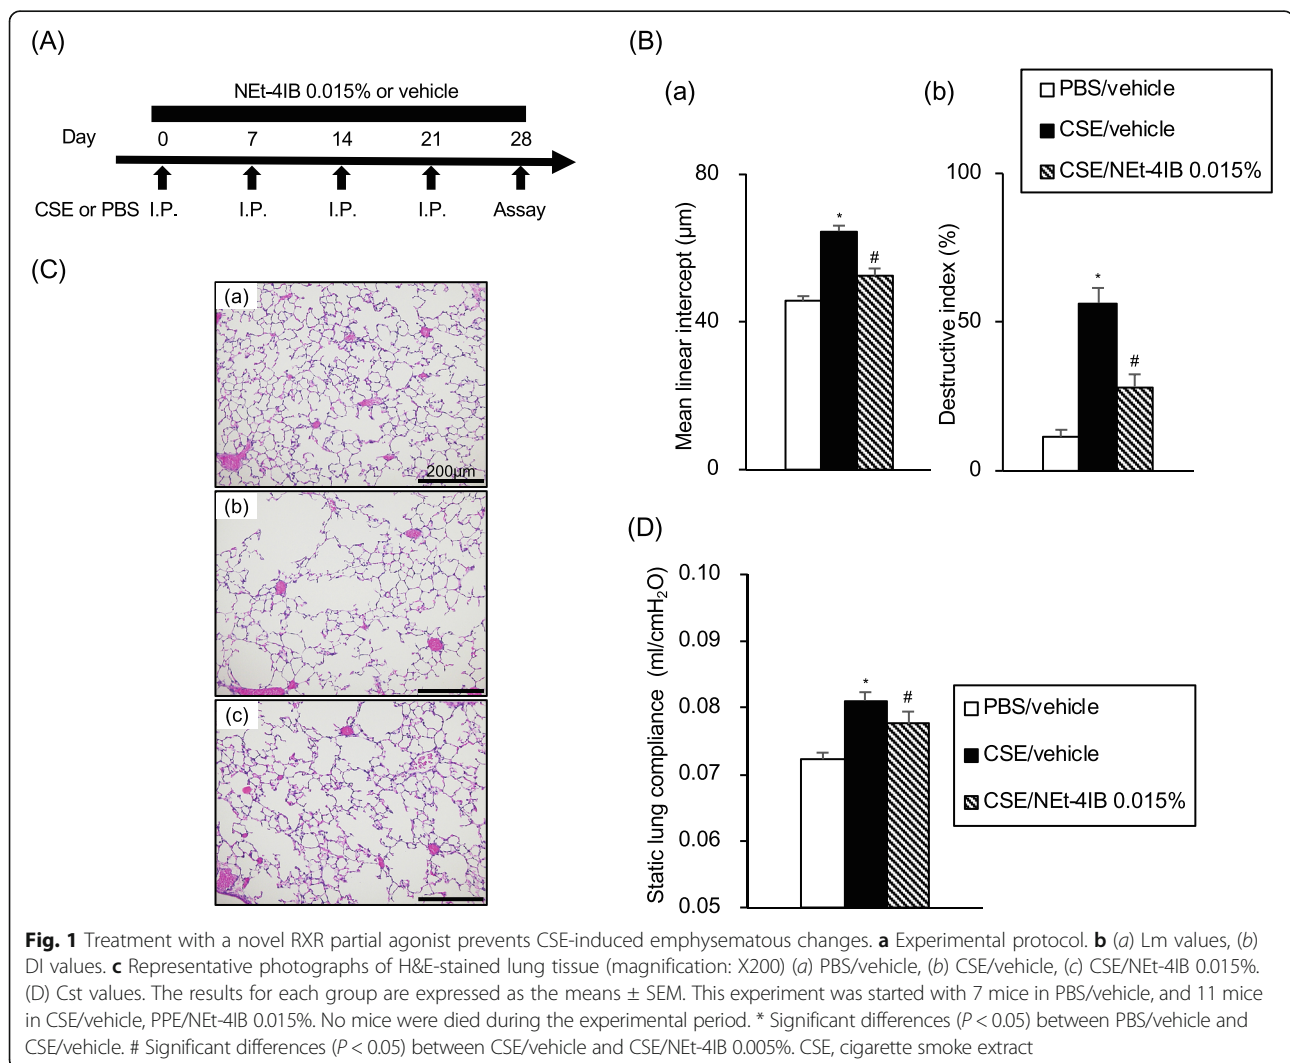 (A)
NEt-4IB 0.015% or vehicle
Day 0 7 14 21 28
CSE or PBS I.P. I.P. I.P. I.P. Assay
(B)
(a)
Mean linear intercept (μm)
80
40
0
*
#
(b)
PBS/vehicle
CSE/vehicle
CSE/NEt-4IB 0.015%
Destructive index (%)
100
50
0
*
#
(C)
(a)
200μm
(b)
(c)
(D)
Static lung compliance (ml/cmH₂O)
0.10
0.09
0.08
0.07
0.06
0.05
*
#
PBS/vehicle
CSE/vehicle
CSE/NEt-4IB 0.015%
Fig. 1 Treatment with a novel RXR partial agonist prevents CSE-induced emphysematous changes. a Experimental protocol. b (a) Lm values, (b)
DI values. c Representative photographs of H&E-stained lung tissue (magnification: X200) (a) PBS/vehicle, (b) CSE/vehicle, (c) CSE/NEt-4IB 0.015%.
(D) Cst values. The results for each group are expressed as the means ± SEM. This experiment was started with 7 mice in PBS/vehicle, and 11 mice
in CSE/vehicle, PPE/NEt-4IB 0.015%. No mice were died during the experimental period. * Significant differences (P < 0.05) between PBS/vehicle and
CSE/vehicle. # Significant differences (P < 0.05) between CSE/vehicle and CSE/NEt-4IB 0.005%. CSE, cigarette smoke extract